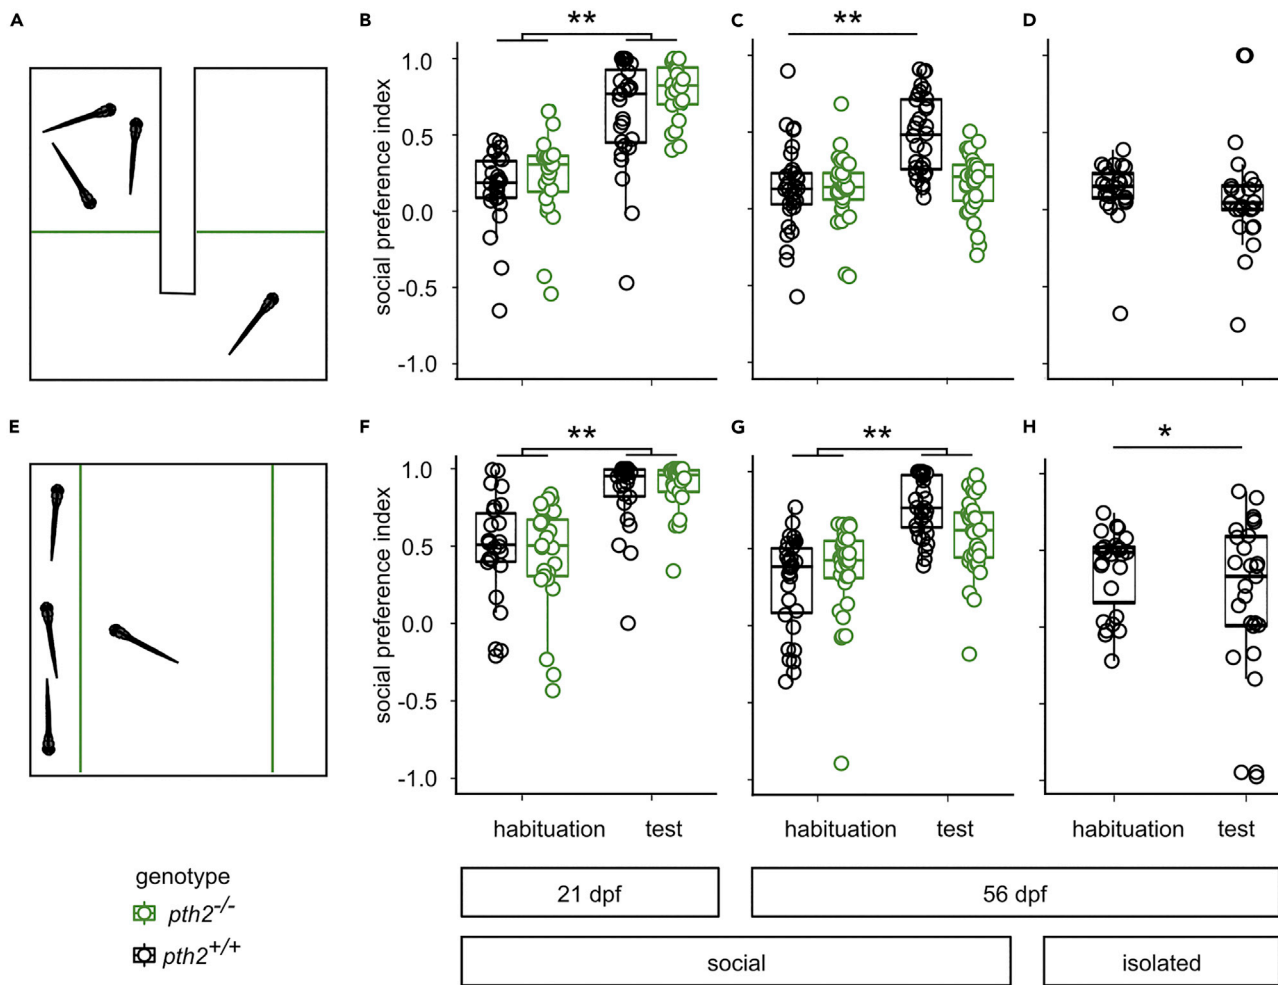 A
B
**
C
**
D
social preference index
1.0
0.5
0.0
-0.5
-1.0
E
F
**
G
**
H
*
social preference index
1.0
0.5
0.0
-0.5
-1.0
habituation test
habituation test
habituation test
genotype
pth2-/-
pth2+/+
21 dpf
56 dpf
social
isolated